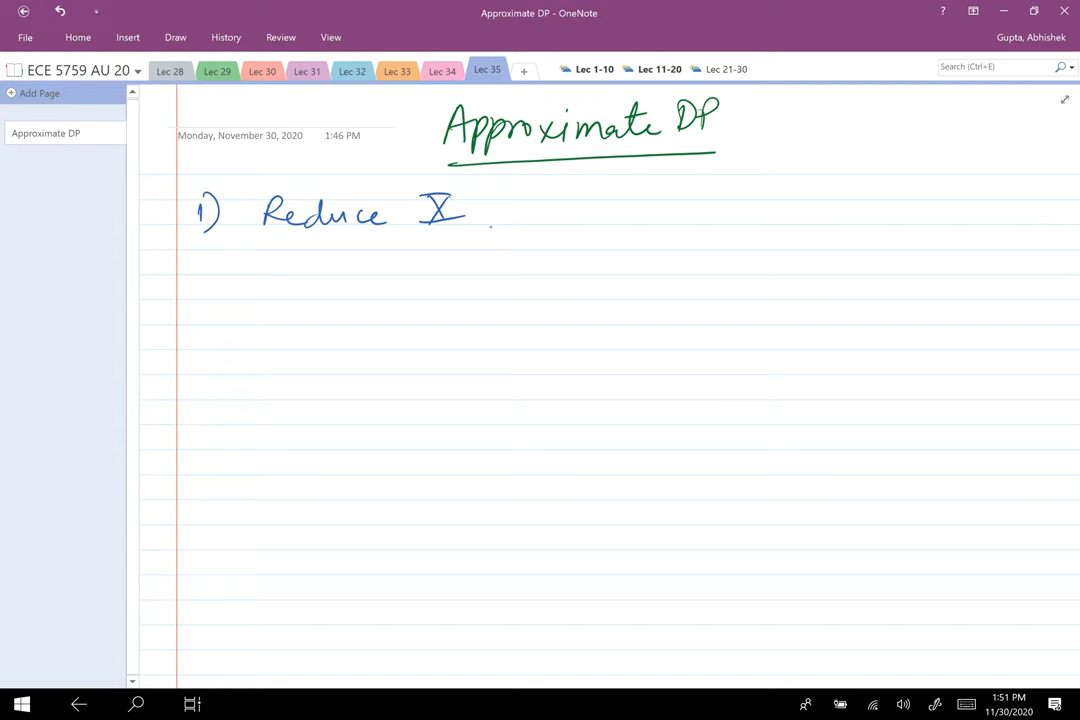 Approximate DP - OneNote
?
File Home Insert Draw History Review View
Gupta, Abhishek
ECE 5759 AU 20
Lec 28 Lec 29 Lec 30 Lec 31 Lec 32 Lec 33 Lec 34 Lec 35 +
Lec 1-10 Lec 11-20 Lec 21-30
Search (Ctrl+E)
Add Page
Approximate DP
Approximate DP
Monday, November 30, 2020 1:46 PM
1) Reduce X
1:51 PM
11/30/2020